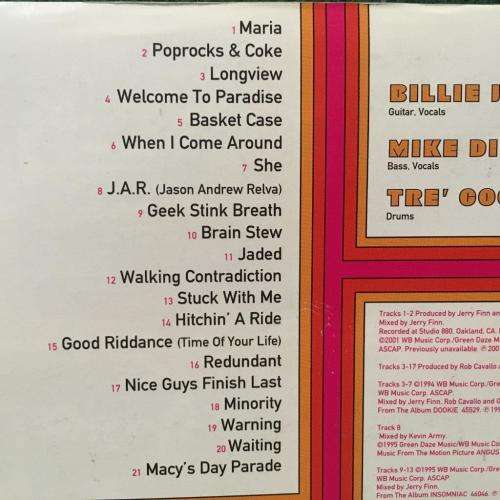 1 Maria
2 Poprocks & Coke
3 Longview
4 Welcome To Paradise
5 Basket Case
6 When I Come Around
7 She
8 J.A.R. (Jason Andrew Relva)
9 Geek Stink Breath
10 Brain Stew
11 Jaded
12 Walking Contradiction
13 Stuck With Me
14 Hitchin' A Ride
15 Good Riddance (Time Of Your Life)
16 Redundant
17 Nice Guys Finish Last
18 Minority
19 Warning
20 Waiting
21 Macy's Day Parade
BILLIE
Guitar, Vocals
MIKE DI
Bass, Vocals
TRE' COO
Drums
Tracks 1-2 Produced by Jerry Finn an
Mixed by Jerry Finn.
Recorded at Studio 880, Oakland, CA.
©2001 WB Music Corp./Green Daze M
ASCAP Previously unavailable. ℗200
Tracks 3-17 Produced by Rob Cavallo a
Tracks 3-7 ©1994 WB Music Corp./Gre
WB Music Corp. ASCAP.
Mixed by Jerry Finn, Rob Cavallo and G
From The Album DOOKIE 45529. ℗19
Track 8
Mixed by Kevin Army.
©1995 Green Daze Music/WB Music Co
Music From The Motion Picture ANGUS
Tracks 9-13 ©1995 WB Music Corp./Gre
WB Music Corp. ASCAP
Mixed by Jerry Finn.
From The Album INSOMNIAC 46046. ℗